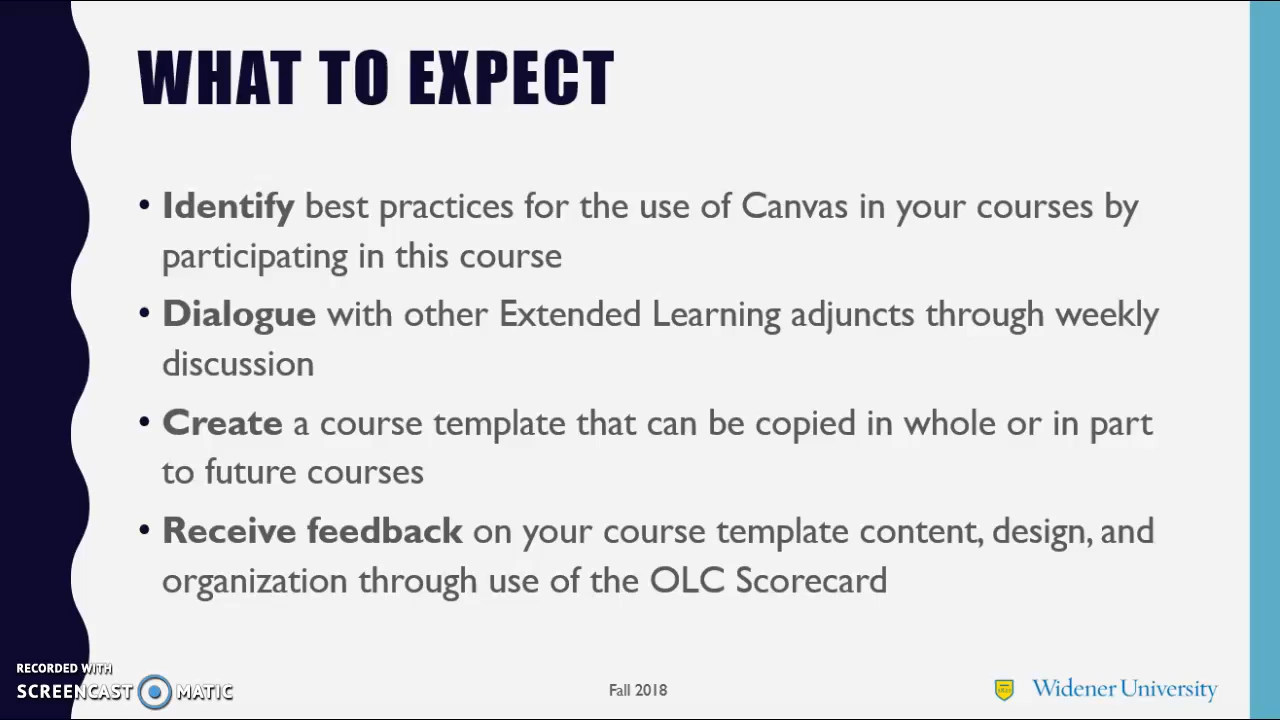 WHAT TO EXPECT
• Identify best practices for the use of Canvas in your courses by
participating in this course
• Dialogue with other Extended Learning adjuncts through weekly
discussion
• Create a course template that can be copied in whole or in part
to future courses
• Receive feedback on your course template content, design, and
organization through use of the OLC Scorecard
RECORDED WITH
SCREENCAST MATIC
Fall 2018
Widener University